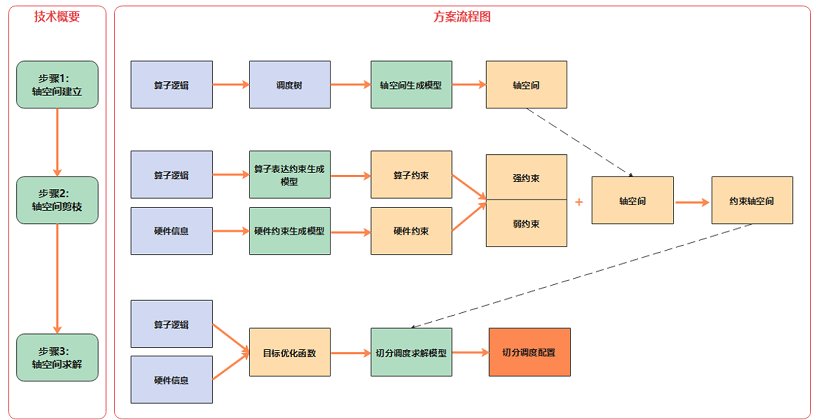 技术概要
方案流程图
步骤1：
轴空间建立
算子逻辑
调度树
轴空间生成模型
轴空间
步骤2：
轴空间剪枝
算子逻辑
算子表达约束生成
模型
算子约束
强约束
硬件信息
硬件约束生成模型
硬件约束
弱约束
+
轴空间
约束轴空间
步骤3：
轴空间求解
算子逻辑
硬件信息
目标优化函数
切分调度求解模型
切分调度配置